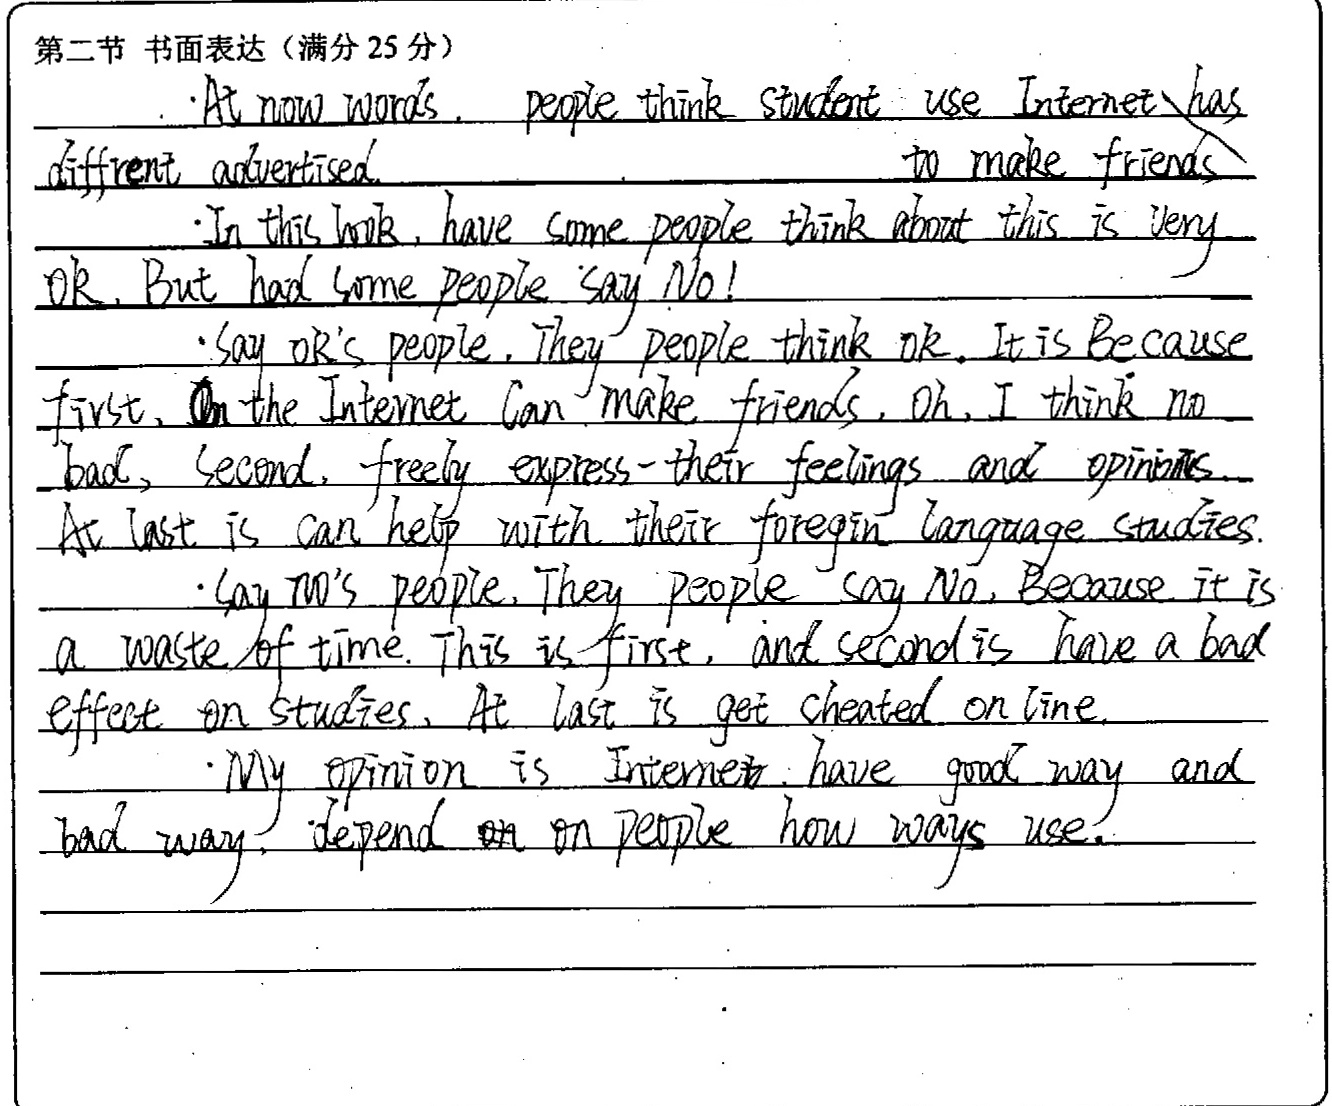 第二节 书面表达（满分 25 分）
At now words. people think student use Internet has
diffrent advertised to make friends
In this look, have some people think about this is very
ok. But had some people say No!
Say ok's people. They people think ok. It is Because
first, On the Internet Can make friends. Oh, I think no
bad, second, freely express their feelings and opinions.
At last is can help with their foregin language studies.
Say no's people. They people say No. Because it is
a waste of time. This is first, and second is have a bad
effect on studies. At last is get cheated on line.
My opinion is Internet have good way and
bad way. depend on on people how ways use.